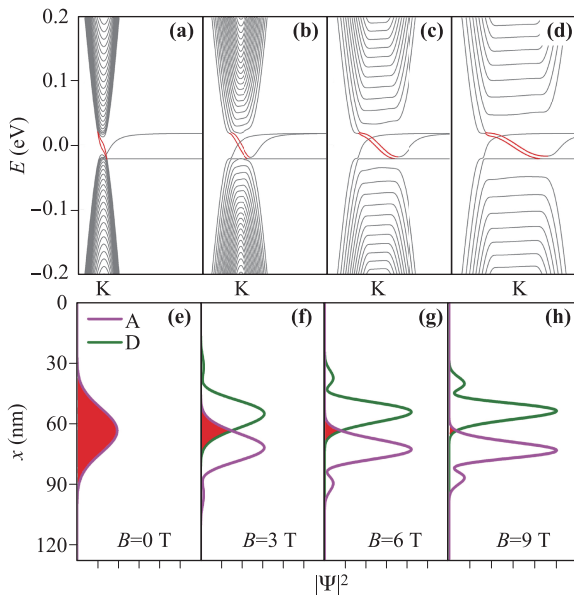 (a) (b) (c) (d)
0.2
0.1
0.0
−0.1
−0.2
E (eV)
K K K K
(e) (f) (g) (h)
A
D
0
30
60
90
120
x (nm)
B=0 T B=3 T B=6 T B=9 T
|Ψ|²